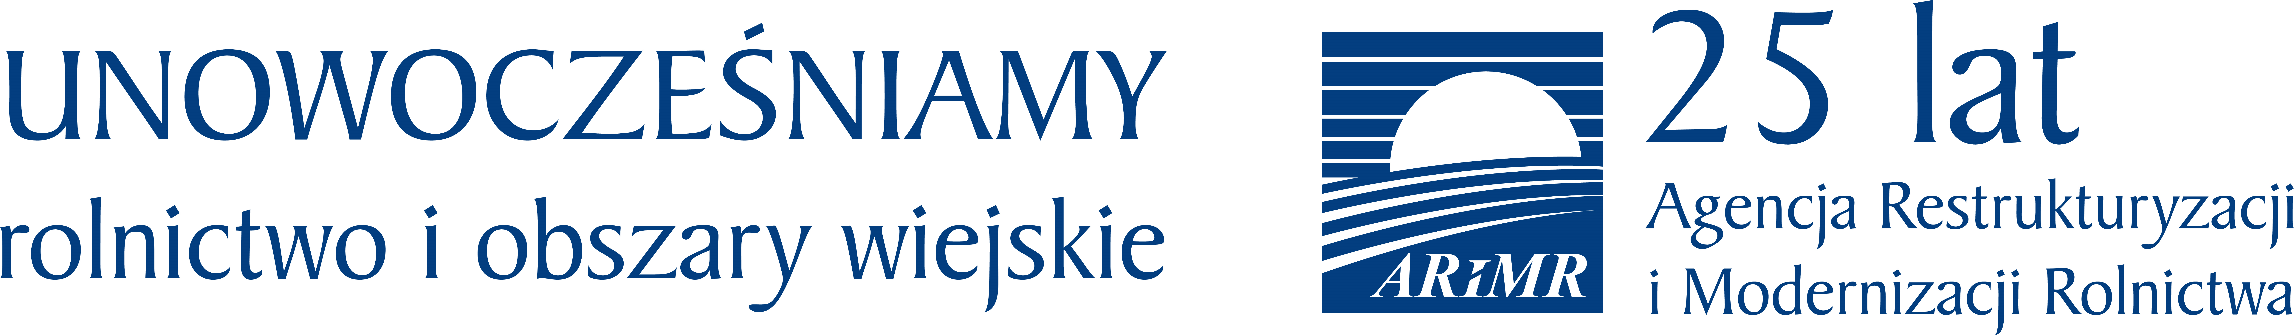 UNOWOCZEŚNIAMY
rolnictwo i obszary wiejskie
ARiMR
25 lat
Agencja Restrukturyzacji
i Modernizacji Rolnictwa